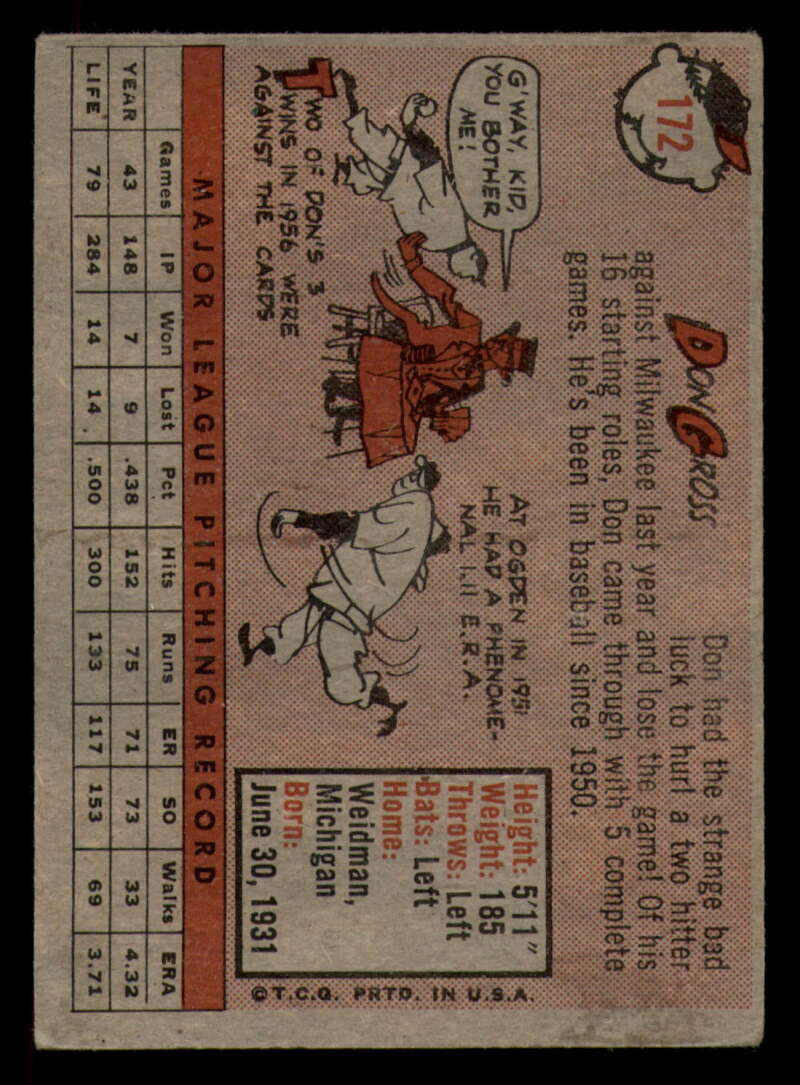 172
DON GROSS
Don had the strange bad
luck to hurl a two hitter
against Milwaukee last year and lose the game! Of his
16 starting roles, Don came through with 5 complete
games. He's been in baseball since 1950.
G'WAY, KID,
YOU BOTHER
ME!
TWO OF DON'S 3
WINS IN 1956 WERE
AGAINST THE CARDS
AT OGDEN IN 1951
HE HAD A PHENOME-
NAL 1.11 E.R.A.
Height: 5'11"
Weight: 185
Throws: Left
Bats: Left
Home:
Weidman,
Michigan
Born:
June 30, 1931
©T.C.G. PRTD. IN U.S.A.
MAJOR LEAGUE PITCHING RECORD
Games IP Won Lost Pct Hits Runs ER SO Walks ERA
YEAR 43 148 7 9 .438 152 75 71 73 33 4.32
LIFE 79 284 14 14 .500 300 133 117 153 69 3.71